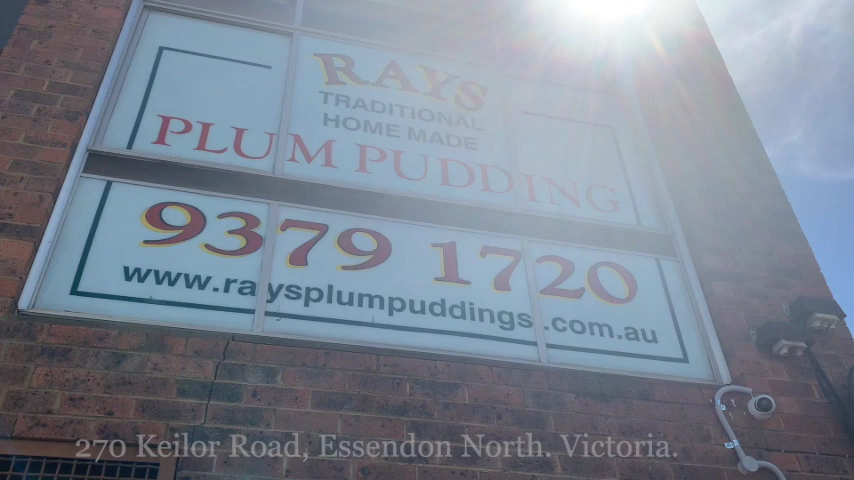 RAYS
TRADITIONAL
HOME MADE
PLUM PUDDING
9379 1720
www.raysplumpuddings.com.au
270 Keilor Road, Essendon North. Victoria.